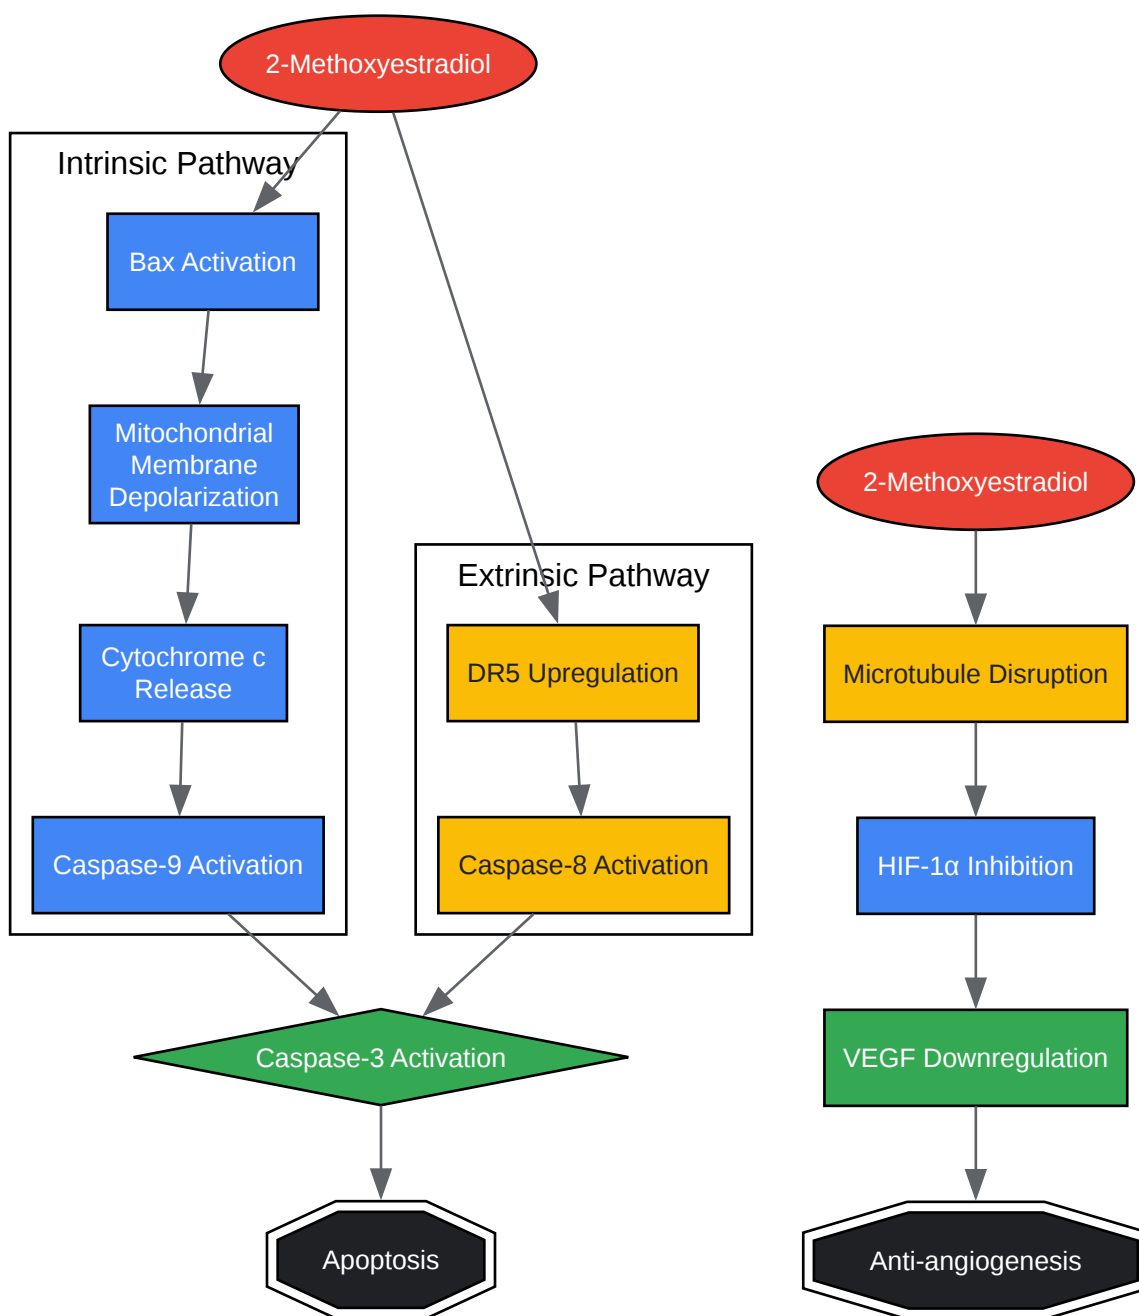 2-Methoxyestradiol
Intrinsic Pathway
Bax Activation
Mitochondrial
Membrane
Depolarization
Cytochrome c
Release
Caspase-9 Activation
Extrinsic Pathway
DR5 Upregulation
Caspase-8 Activation
Caspase-3 Activation
Apoptosis
2-Methoxyestradiol
Microtubule Disruption
HIF-1α Inhibition
VEGF Downregulation
Anti-angiogenesis